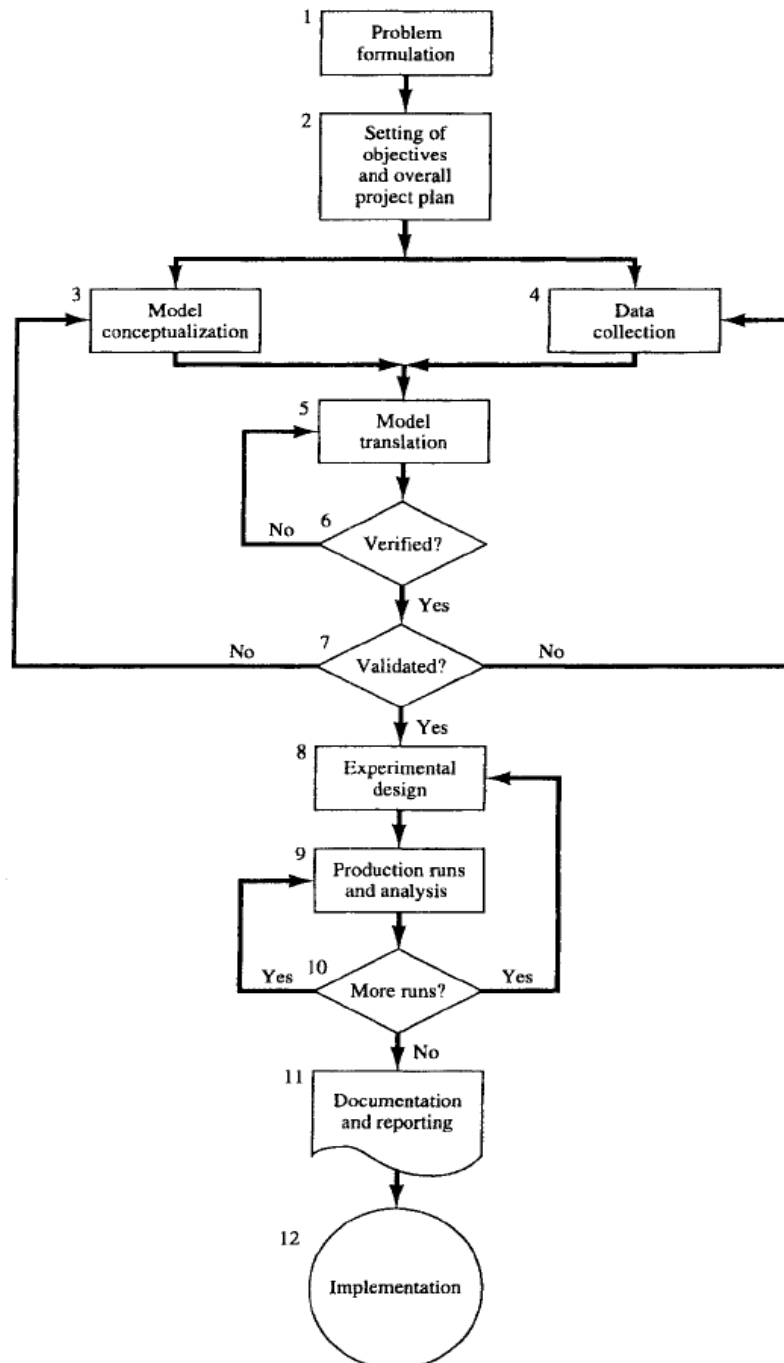 1
Problem
formulation
2
Setting of
objectives
and overall
project plan
3
Model
conceptualization
4
Data
collection
5
Model
translation
6
No
Verified?
Yes
7
No
Validated?
No
Yes
8
Experimental
design
9
Production runs
and analysis
10
Yes
More runs?
Yes
No
11
Documentation
and reporting
12
Implementation